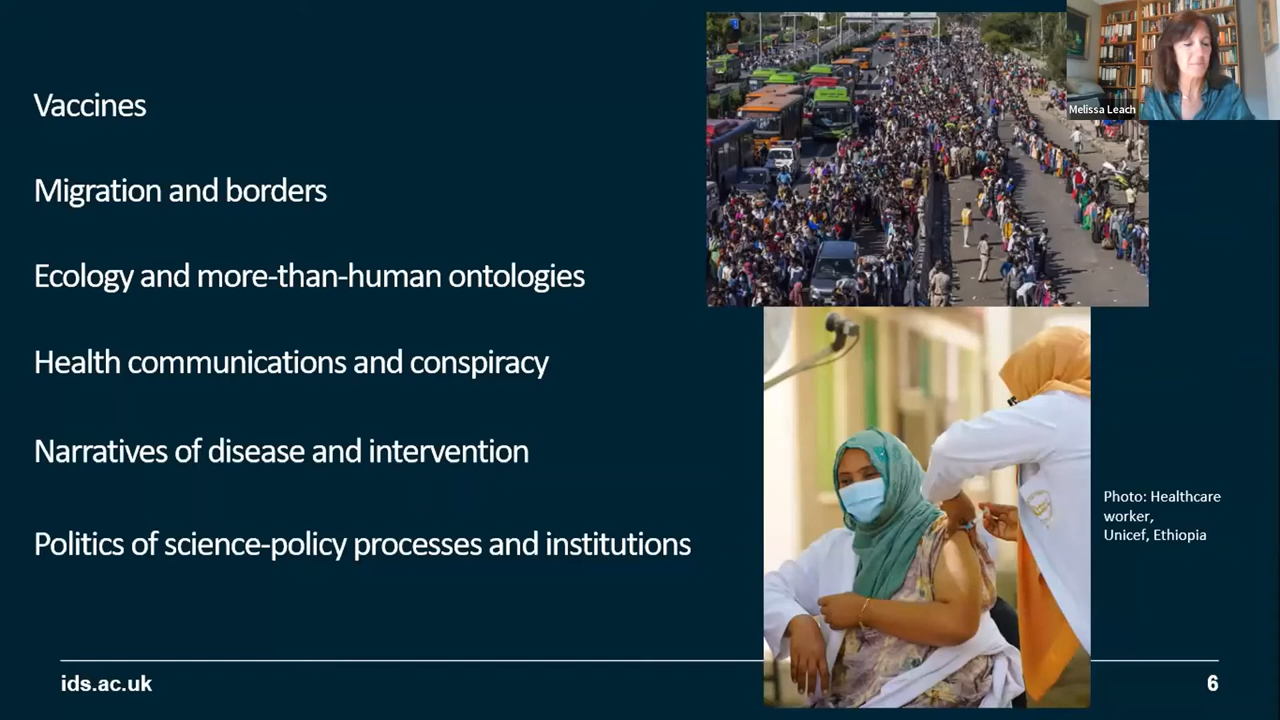 Vaccines
Migration and borders
Ecology and more-than-human ontologies
Health communications and conspiracy
Narratives of disease and intervention
Politics of science-policy processes and institutions
Melissa Leach
Photo: Healthcare
worker,
Unicef, Ethiopia
ids.ac.uk
6